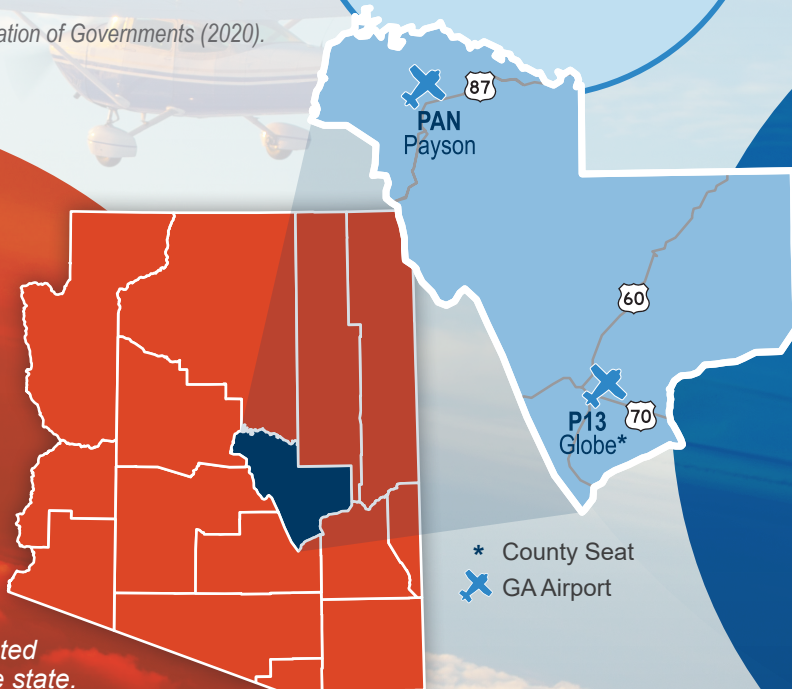 ation of Governments (2020).
87
PAN
Payson
60
70
P13
Globe*
* County Seat
GA Airport
ted
e state.